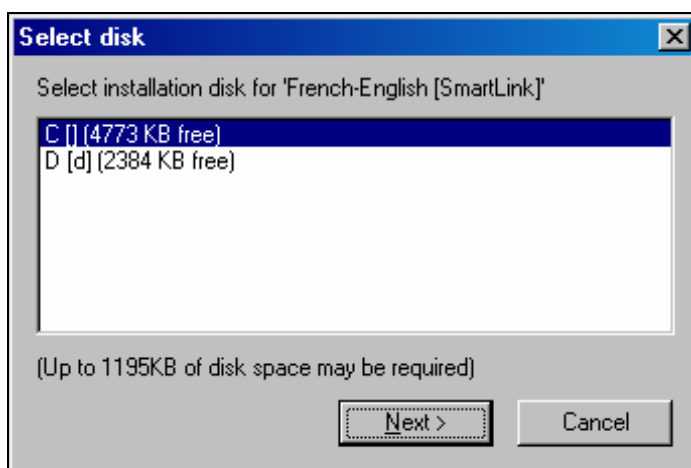 Select disk
Select installation disk for 'French-English [SmartLink]'
C [] (4773 KB free)
D [d] (2384 KB free)
(Up to 1195KB of disk space may be required)
Next >
Cancel